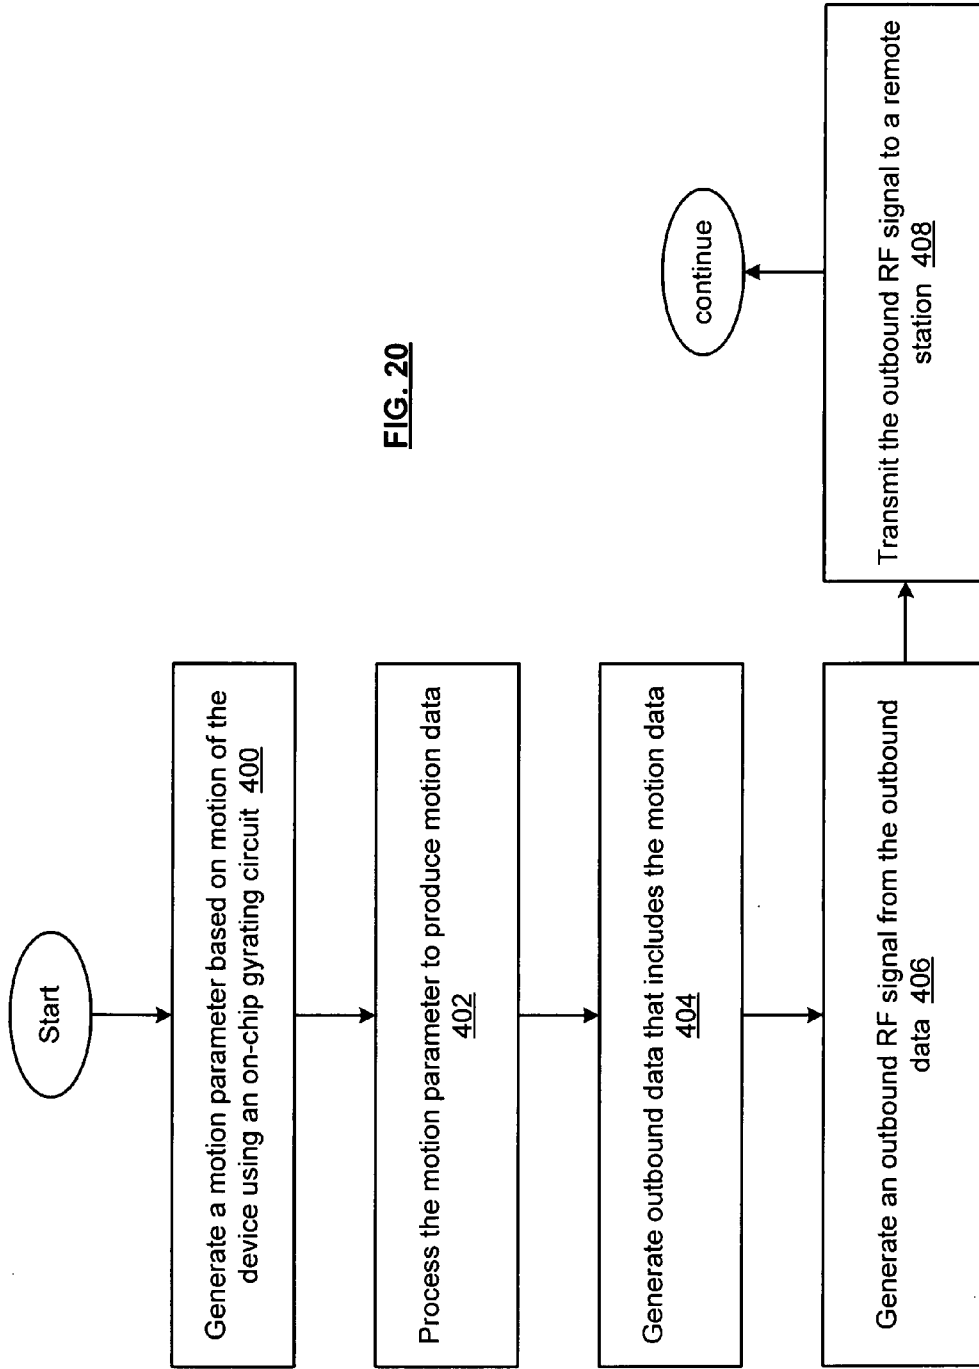 Start
Generate a motion parameter based on motion of the
device using an on-chip gyrating circuit 400
Process the motion parameter to produce motion data
402
Generate outbound data that includes the motion data
404
Generate an outbound RF signal from the outbound
data 406
Transmit the outbound RF signal to a remote
station 408
continue
FIG. 20